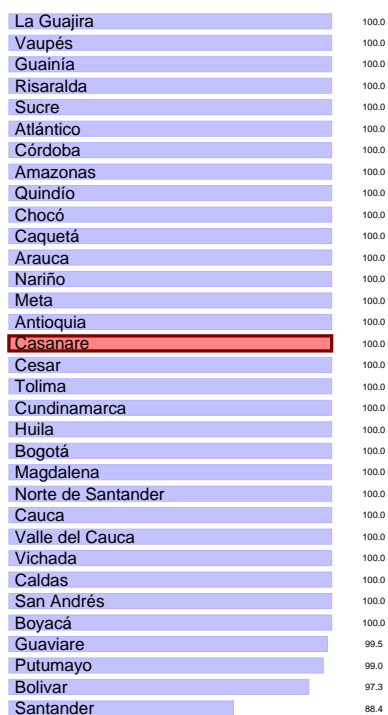 La Guajira 100.0
Vaupés 100.0
Guainía 100.0
Risaralda 100.0
Sucre 100.0
Atlántico 100.0
Córdoba 100.0
Amazonas 100.0
Quindío 100.0
Chocó 100.0
Caquetá 100.0
Arauca 100.0
Nariño 100.0
Meta 100.0
Antioquia 100.0
Casanare 100.0
Cesar 100.0
Tolima 100.0
Cundinamarca 100.0
Huila 100.0
Bogotá 100.0
Magdalena 100.0
Norte de Santander 100.0
Cauca 100.0
Valle del Cauca 100.0
Vichada 100.0
Caldas 100.0
San Andrés 100.0
Boyacá 100.0
Guaviare 99.5
Putumayo 99.0
Bolivar 97.3
Santander 88.4